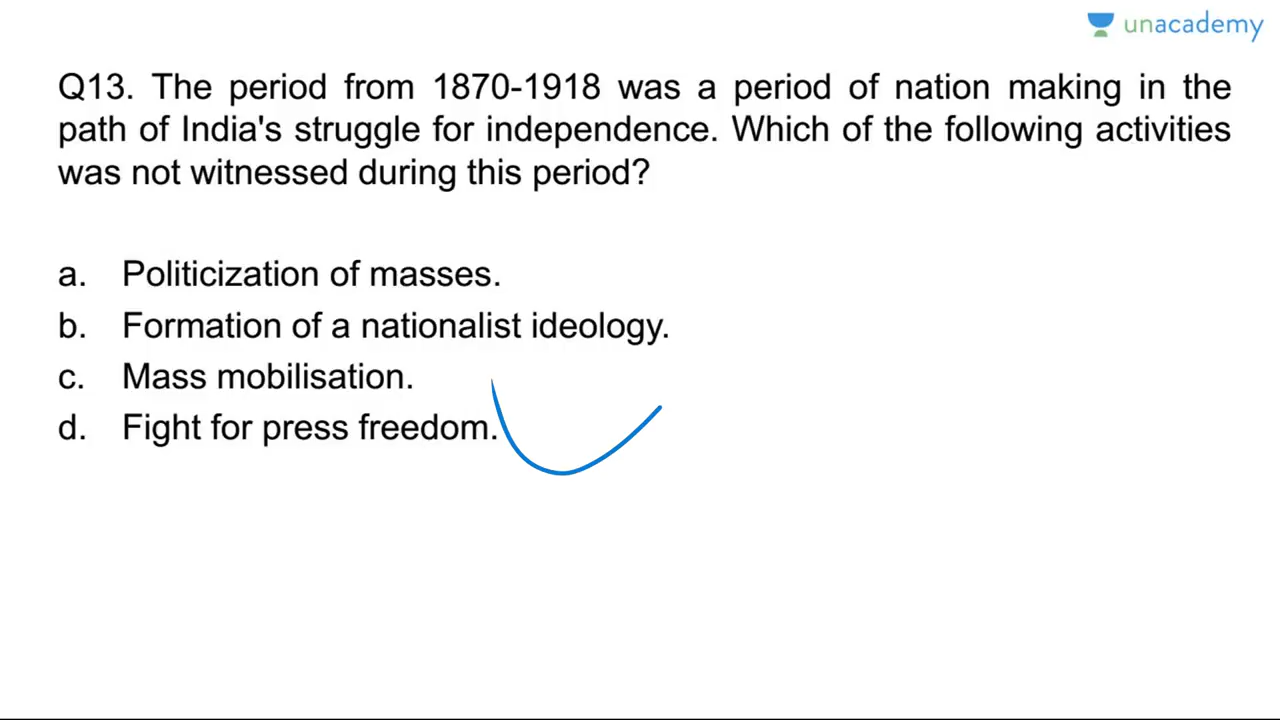 unacademy
Q13. The period from 1870-1918 was a period of nation making in the
path of India's struggle for independence. Which of the following activities
was not witnessed during this period?
a. Politicization of masses.
b. Formation of a nationalist ideology.
c. Mass mobilisation.
d. Fight for press freedom.